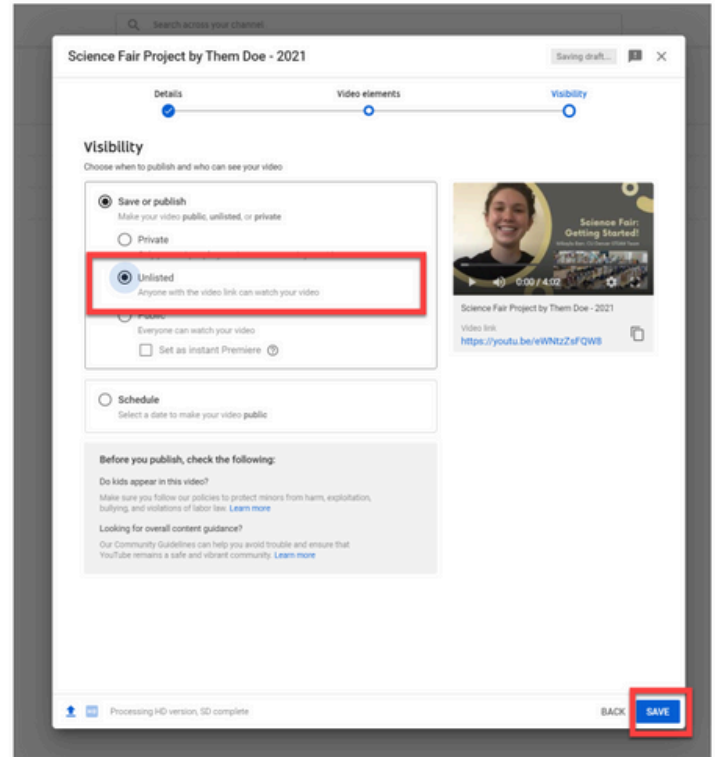 Search across your channel
Science Fair Project by Them Doe - 2021
Saving draft...
Details
Video elements
Visibility
Visibility
Choose when to publish and who can see your video
Save or publish
Make your video public, unlisted, or private
Private
Unlisted
Anyone with the video link can watch your video
Public
Everyone can watch your video
Set as instant Premiere
Schedule
Select a date to make your video public
Before you publish, check the following:
Do kids appear in this video?
Make sure you follow our policies to protect minors from harm, exploitation,
bullying, and violations of labor law. Learn more
Looking for overall content guidance?
Our Community Guidelines can help you avoid trouble and ensure that
YouTube remains a safe and vibrant community. Learn more
Science Fair:
Getting Started!
0:00 / 4:02
Science Fair Project by Them Doe - 2021
Video link
https://youtu.be/eWNtzZsFQW8
HD
Processing HD version, SD complete
BACK
SAVE